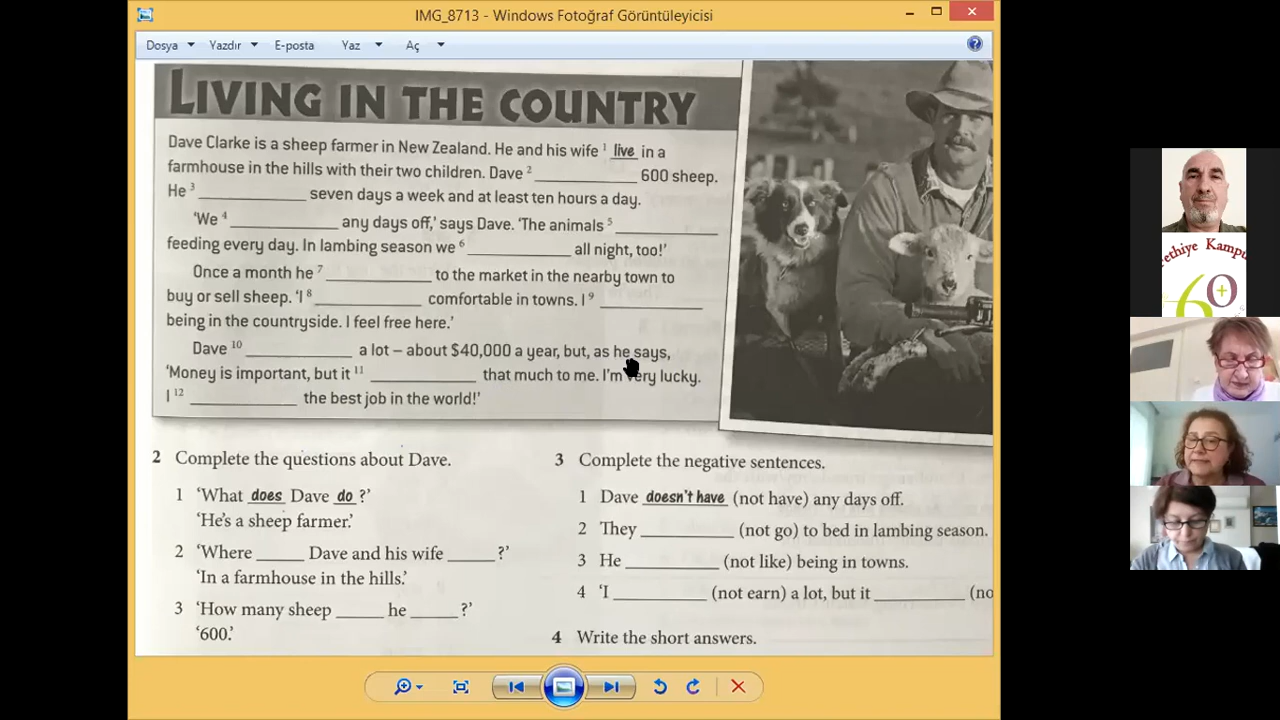 IMG_8713 - Windows Fotoğraf Görüntüleyicisi
Dosya Yazdır E-posta Yaz Aç
LIVING IN THE COUNTRY
Dave Clarke is a sheep farmer in New Zealand. He and his wife 1 live in a
farmhouse in the hills with their two children. Dave 2 ____________ 600 sheep.
He 3 ____________ seven days a week and at least ten hours a day.
'We 4 ____________ any days off,' says Dave. 'The animals 5 ____________
feeding every day. In lambing season we 6 ____________ all night, too!'
Once a month he 7 ____________ to the market in the nearby town to
buy or sell sheep. 'I 8 ____________ comfortable in towns. I 9 ____________
being in the countryside. I feel free here.'
Dave 10 ____________ a lot – about $40,000 a year, but, as he says,
'Money is important, but it 11 ____________ that much to me. I'm very lucky.
I 12 ____________ the best job in the world!'
2 Complete the questions about Dave.
1 'What does Dave do ?'
'He's a sheep farmer.'
2 'Where _____ Dave and his wife _____ ?'
'In a farmhouse in the hills.'
3 'How many sheep _____ he _____ ?'
'600.'
3 Complete the negative sentences.
1 Dave doesn't have (not have) any days off.
2 They __________ (not go) to bed in lambing season.
3 He __________ (not like) being in towns.
4 'I __________ (not earn) a lot, but it __________ (no
4 Write the short answers.
Fethiye Kampu
60